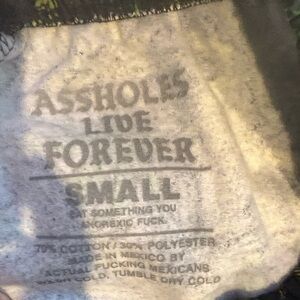 ASSHOLES
LIVE
FOREVER
SMALL
EAT SOMETHING YOU
ANOREXIC FUCK.
70% COTTON / 30% POLYESTER
MADE IN MEXICO BY
ACTUAL FUCKING MEXICANS
WASH COLD, TUMBLE DRY COLD